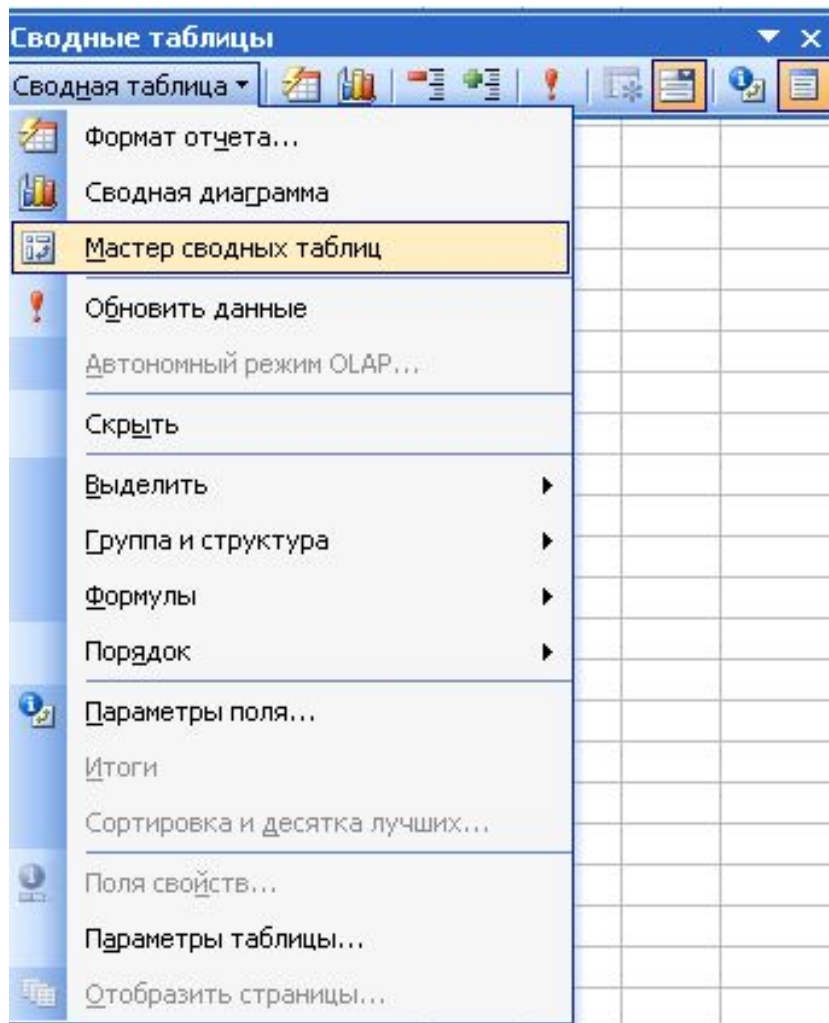 Сводные таблицы
Сводная таблица
Формат отчета...
Сводная диаграмма
Мастер сводных таблиц
Обновить данные
Автономный режим OLAP...
Скрыть
Выделить
Группа и структура
Формулы
Порядок
Параметры поля...
Итоги
Сортировка и десятка лучших...
Поля свойств...
Параметры таблицы...
Отобразить страницы...